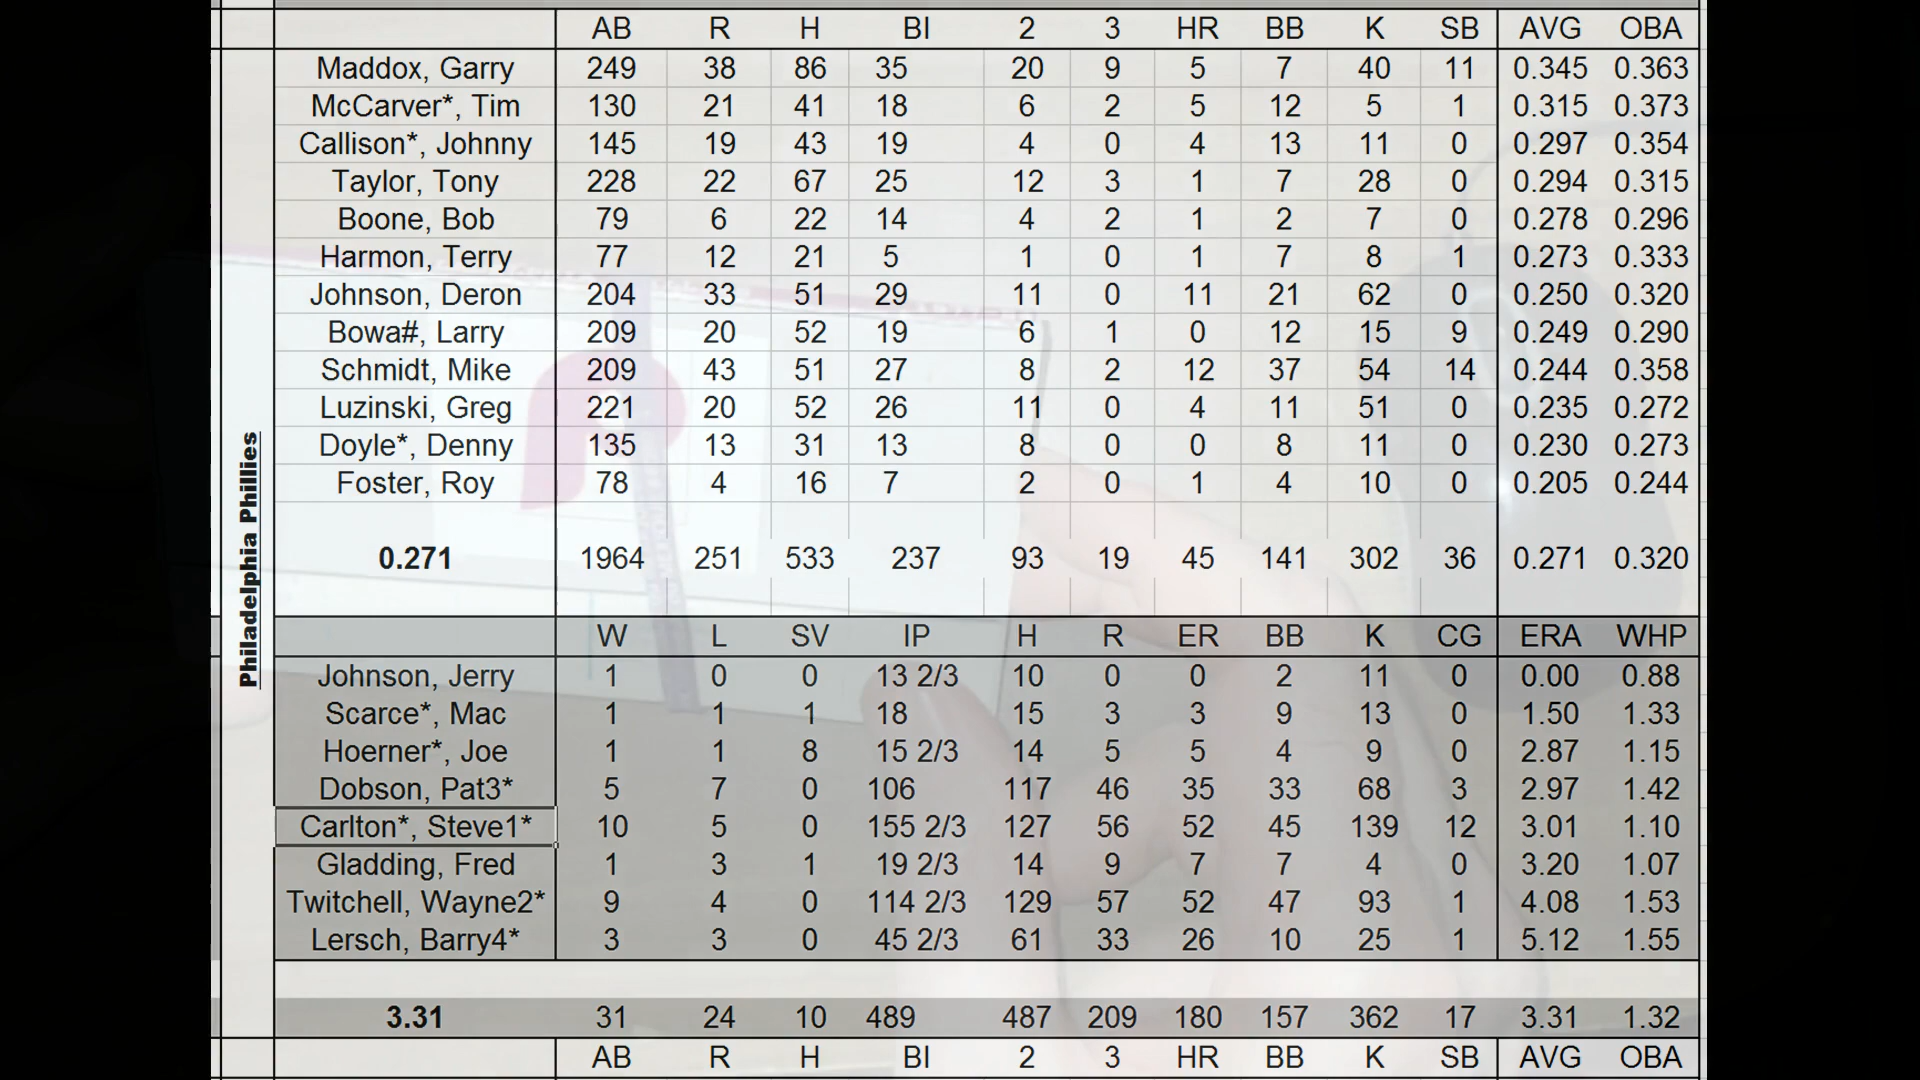 AB R H BI 2 3 HR BB K SB AVG OBA
Maddox, Garry 249 38 86 35 20 9 5 7 40 11 0.345 0.363
McCarver*, Tim 130 21 41 18 6 2 5 12 5 1 0.315 0.373
Callison*, Johnny 145 19 43 19 4 0 4 13 11 0 0.297 0.354
Taylor, Tony 228 22 67 25 12 3 1 7 28 0 0.294 0.315
Boone, Bob 79 6 22 14 4 2 1 2 7 0 0.278 0.296
Harmon, Terry 77 12 21 5 1 0 1 7 8 1 0.273 0.333
Johnson, Deron 204 33 51 29 11 0 11 21 62 0 0.250 0.320
Bowa#, Larry 209 20 52 19 6 1 0 12 15 9 0.249 0.290
Schmidt, Mike 209 43 51 27 8 2 12 37 54 14 0.244 0.358
Luzinski, Greg 221 20 52 26 11 0 4 11 51 0 0.235 0.272
Doyle*, Denny 135 13 31 13 8 0 0 8 11 0 0.230 0.273
Foster, Roy 78 4 16 7 2 0 1 4 10 0 0.205 0.244
0.271 1964 251 533 237 93 19 45 141 302 36 0.271 0.320
Philadelphia Phillies
W L SV IP H R ER BB K CG ERA WHP
Johnson, Jerry 1 0 0 13 2/3 10 0 0 2 11 0 0.00 0.88
Scarce*, Mac 1 1 1 18 15 3 3 9 13 0 1.50 1.33
Hoerner*, Joe 1 1 8 15 2/3 14 5 5 4 9 0 2.87 1.15
Dobson, Pat3* 5 7 0 106 117 46 35 33 68 3 2.97 1.42
Carlton*, Steve1* 10 5 0 155 2/3 127 56 52 45 139 12 3.01 1.10
Gladding, Fred 1 3 1 19 2/3 14 9 7 7 4 0 3.20 1.07
Twitchell, Wayne2* 9 4 0 114 2/3 129 57 52 47 93 1 4.08 1.53
Lersch, Barry4* 3 3 0 45 2/3 61 33 26 10 25 1 5.12 1.55
3.31 31 24 10 489 487 209 180 157 362 17 3.31 1.32
AB R H BI 2 3 HR BB K SB AVG OBA